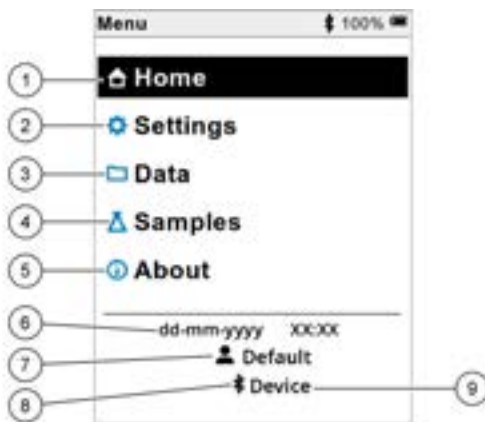 Menu 100%
1 Home
2 Settings
3 Data
4 Samples
5 About
6 dd-mm-yyyy XX:XX
7 Default
8 Device 9